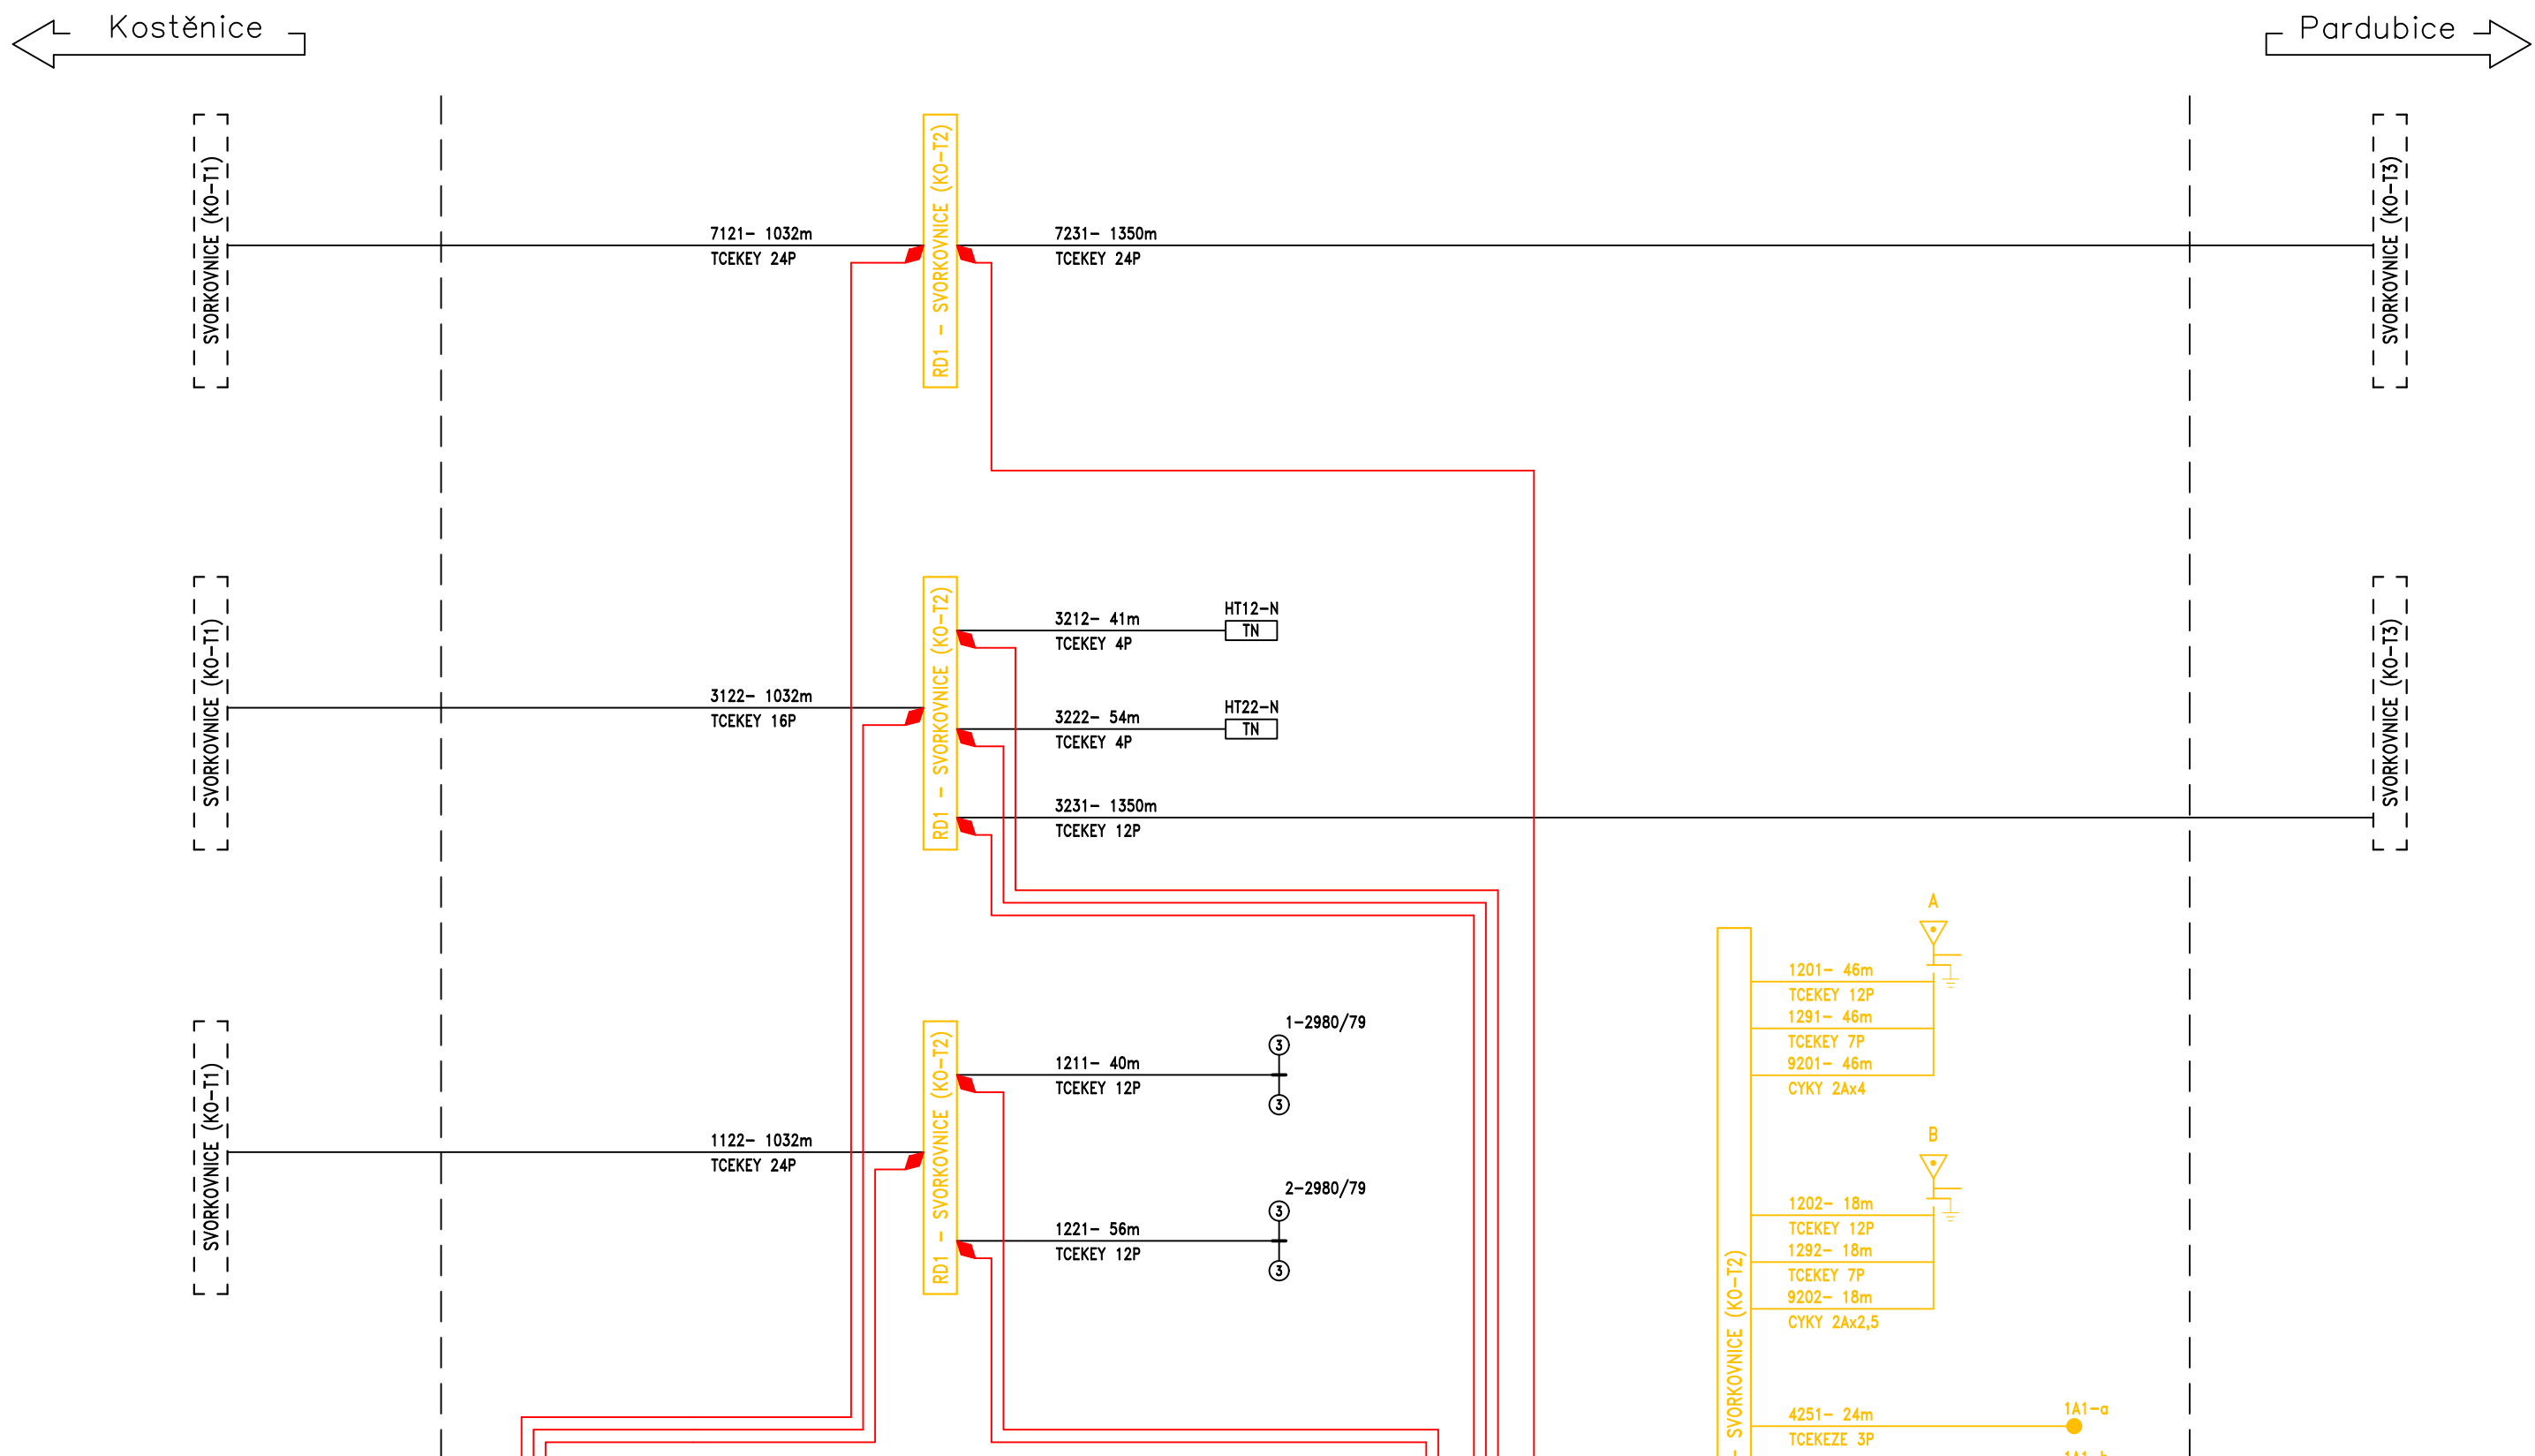 Kostěnice
Pardubice
SVORKOVNICE (KO-T1)
7121- 1032m
TCEKEY 24P
RD1 - SVORKOVNICE (KO-T2)
7231- 1350m
TCEKEY 24P
SVORKOVNICE (KO-T3)
SVORKOVNICE (KO-T1)
3122- 1032m
TCEKEY 16P
RD1 - SVORKOVNICE (KO-T2)
3212- 41m
TCEKEY 4P
HT12-N
TN
3222- 54m
TCEKEY 4P
HT22-N
TN
3231- 1350m
TCEKEY 12P
SVORKOVNICE (KO-T3)
SVORKOVNICE (KO-T1)
1122- 1032m
TCEKEY 24P
RD1 - SVORKOVNICE (KO-T2)
1211- 40m
TCEKEY 12P
1-2980/79
3
3
1221- 56m
TCEKEY 12P
2-2980/79
3
3
- SVORKOVNICE (KO-T2)
A
1201- 46m
TCEKEY 12P
1291- 46m
TCEKEY 7P
9201- 46m
CYKY 2Ax4
B
1202- 18m
TCEKEY 12P
1292- 18m
TCEKEY 7P
9202- 18m
CYKY 2Ax2,5
4251- 24m
TCEKEZE 3P
1A1-a